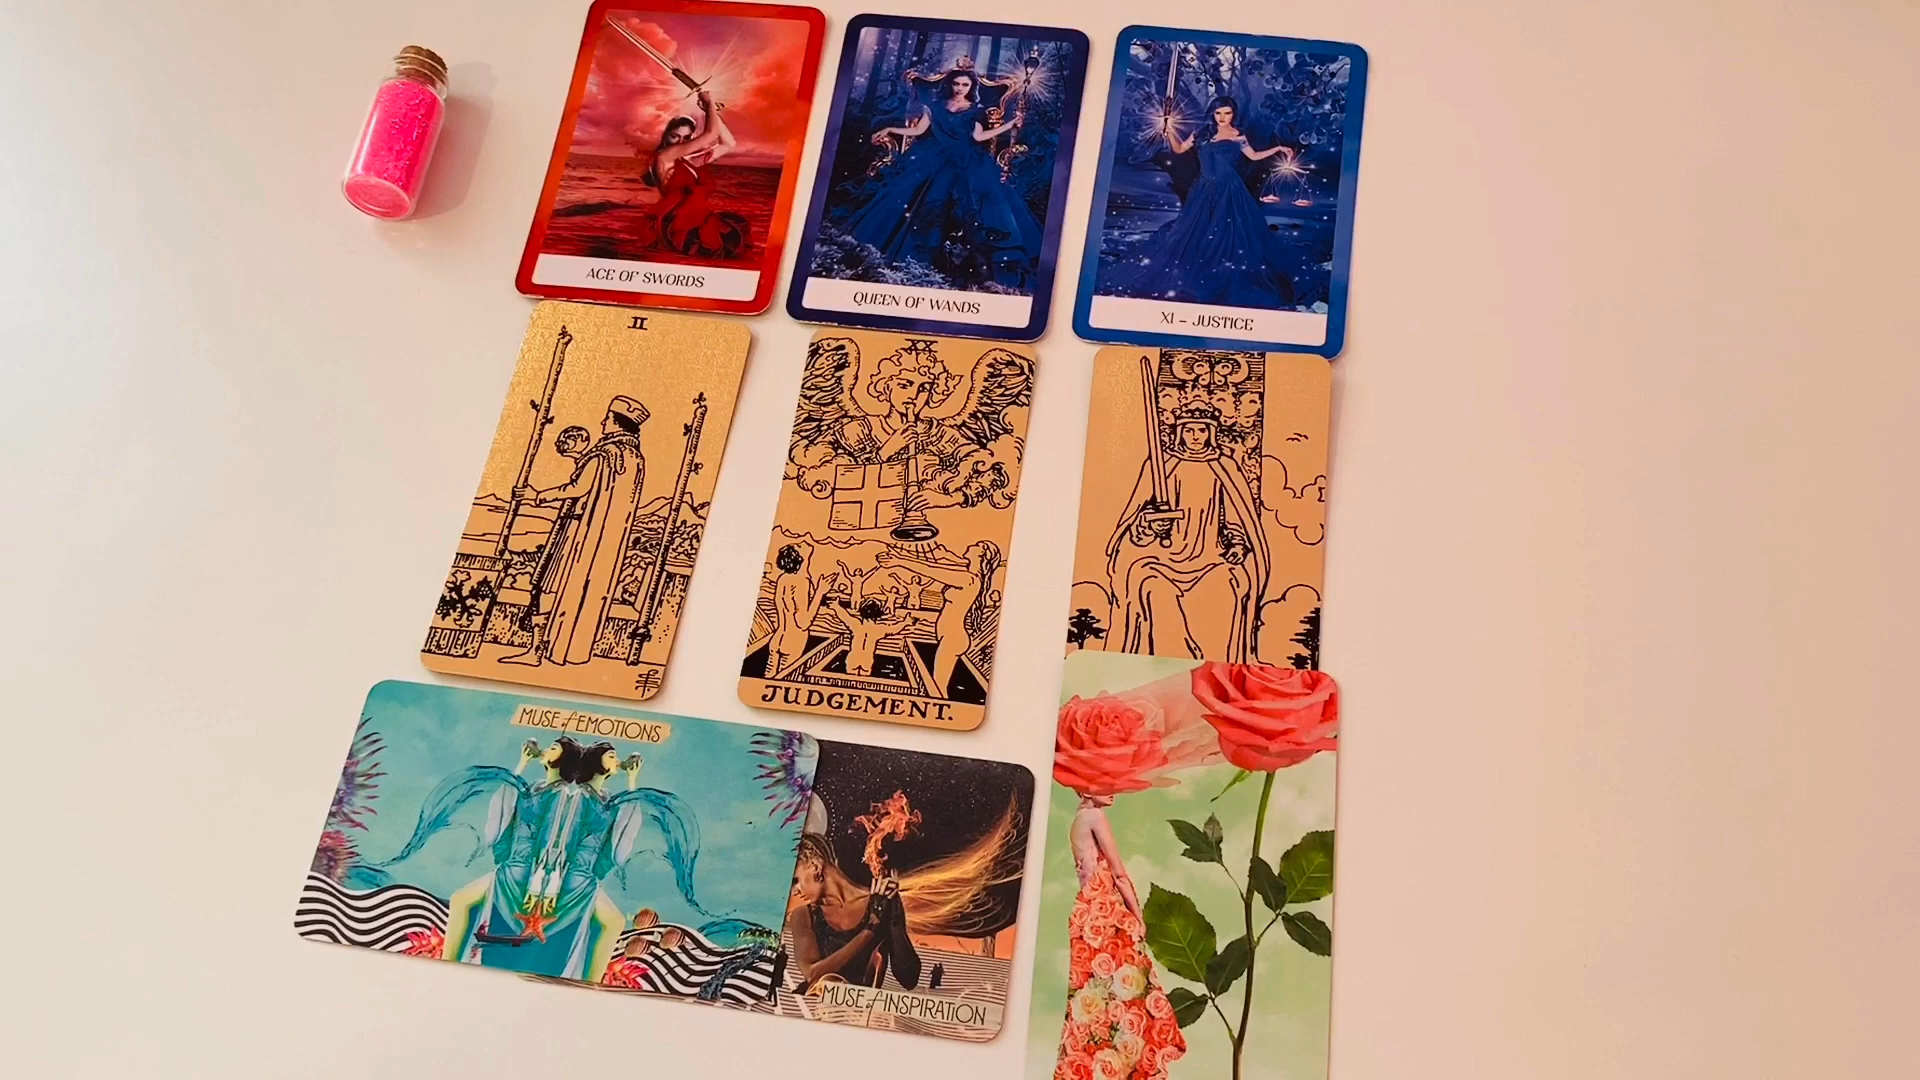 ACE OF SWORDS
QUEEN OF WANDS
XI - JUSTICE
II
XX
JUDGEMENT.
MUSE of EMOTIONS
MUSE of INSPIRATION